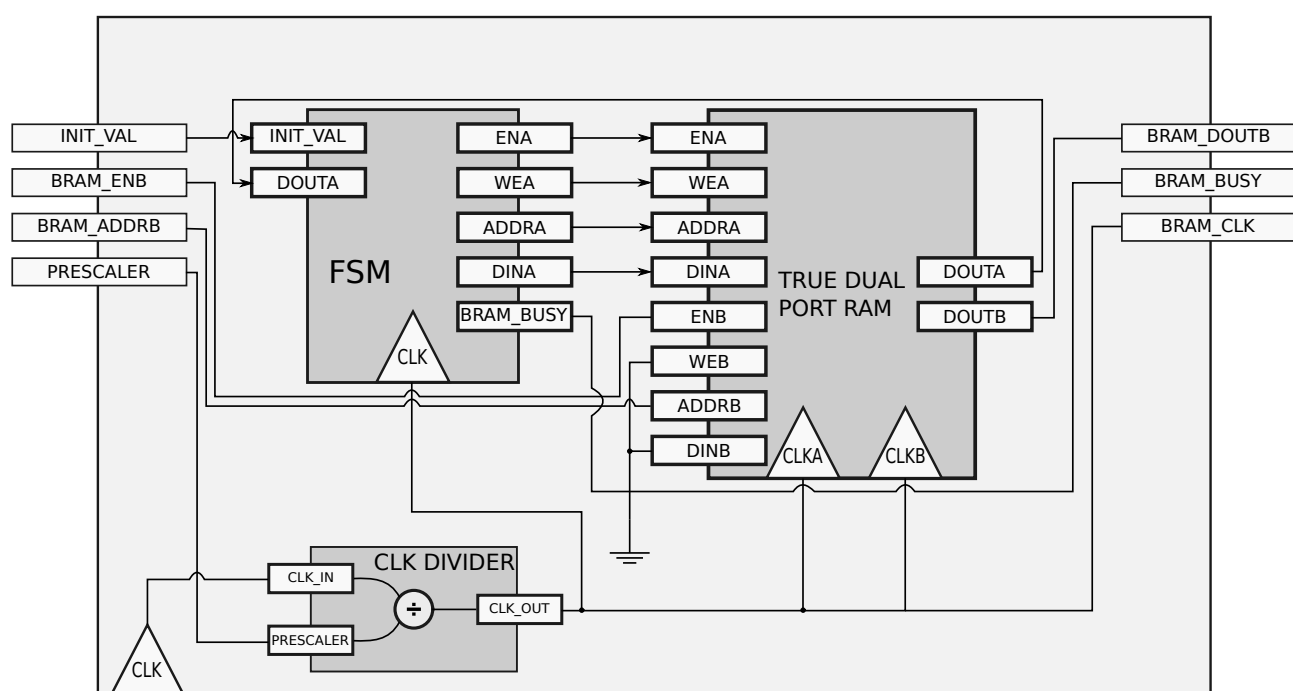 INIT_VAL
BRAM_ENB
BRAM_ADDRB
PRESCALER
INIT_VAL
DOUTA
FSM
CLK
ENA
WEA
ADDRA
DINA
BRAM_BUSY
ENA
WEA
ADDRA
DINA
ENB
WEB
ADDRB
DINB
TRUE DUAL
PORT RAM
DOUTA
DOUTB
CLKA
CLKB
BRAM_DOUTB
BRAM_BUSY
BRAM_CLK
CLK DIVIDER
CLK_IN
PRESCALER
÷
CLK_OUT
CLK